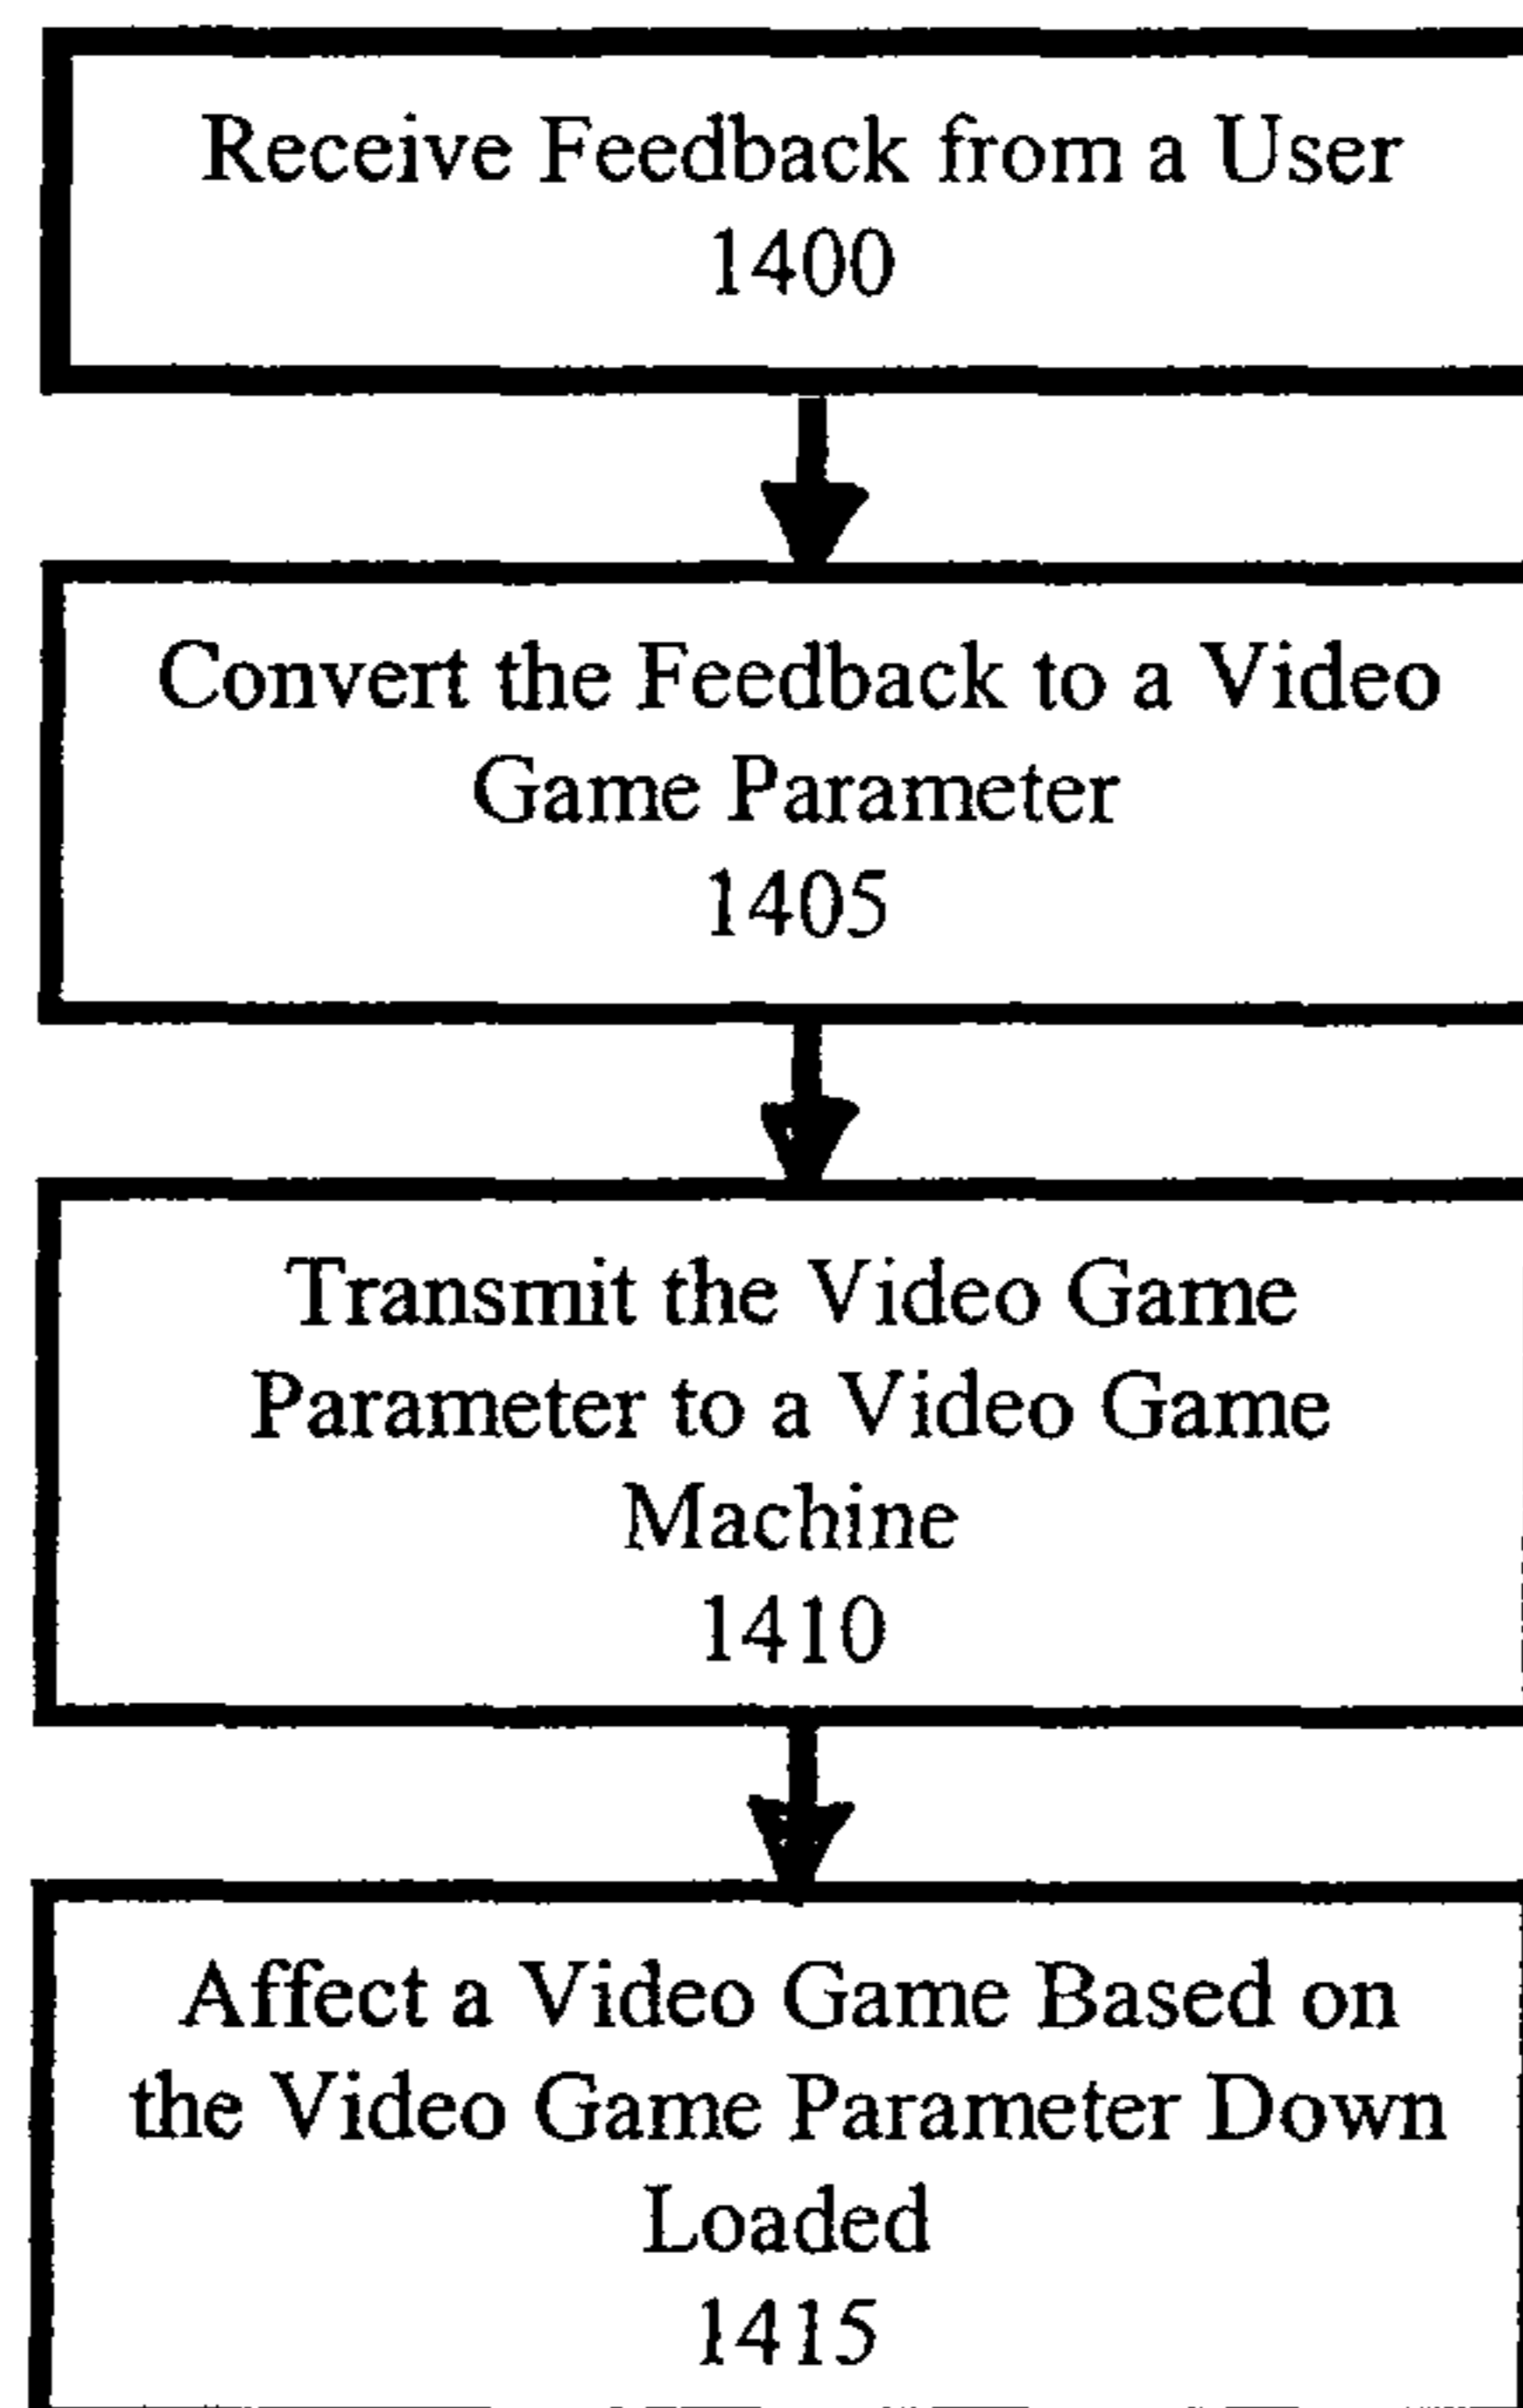 Receive Feedback from a User
1400
Convert the Feedback to a Video
Game Parameter
1405
Transmit the Video Game
Parameter to a Video Game
Machine
1410
Affect a Video Game Based on
the Video Game Parameter Down
Loaded
1415